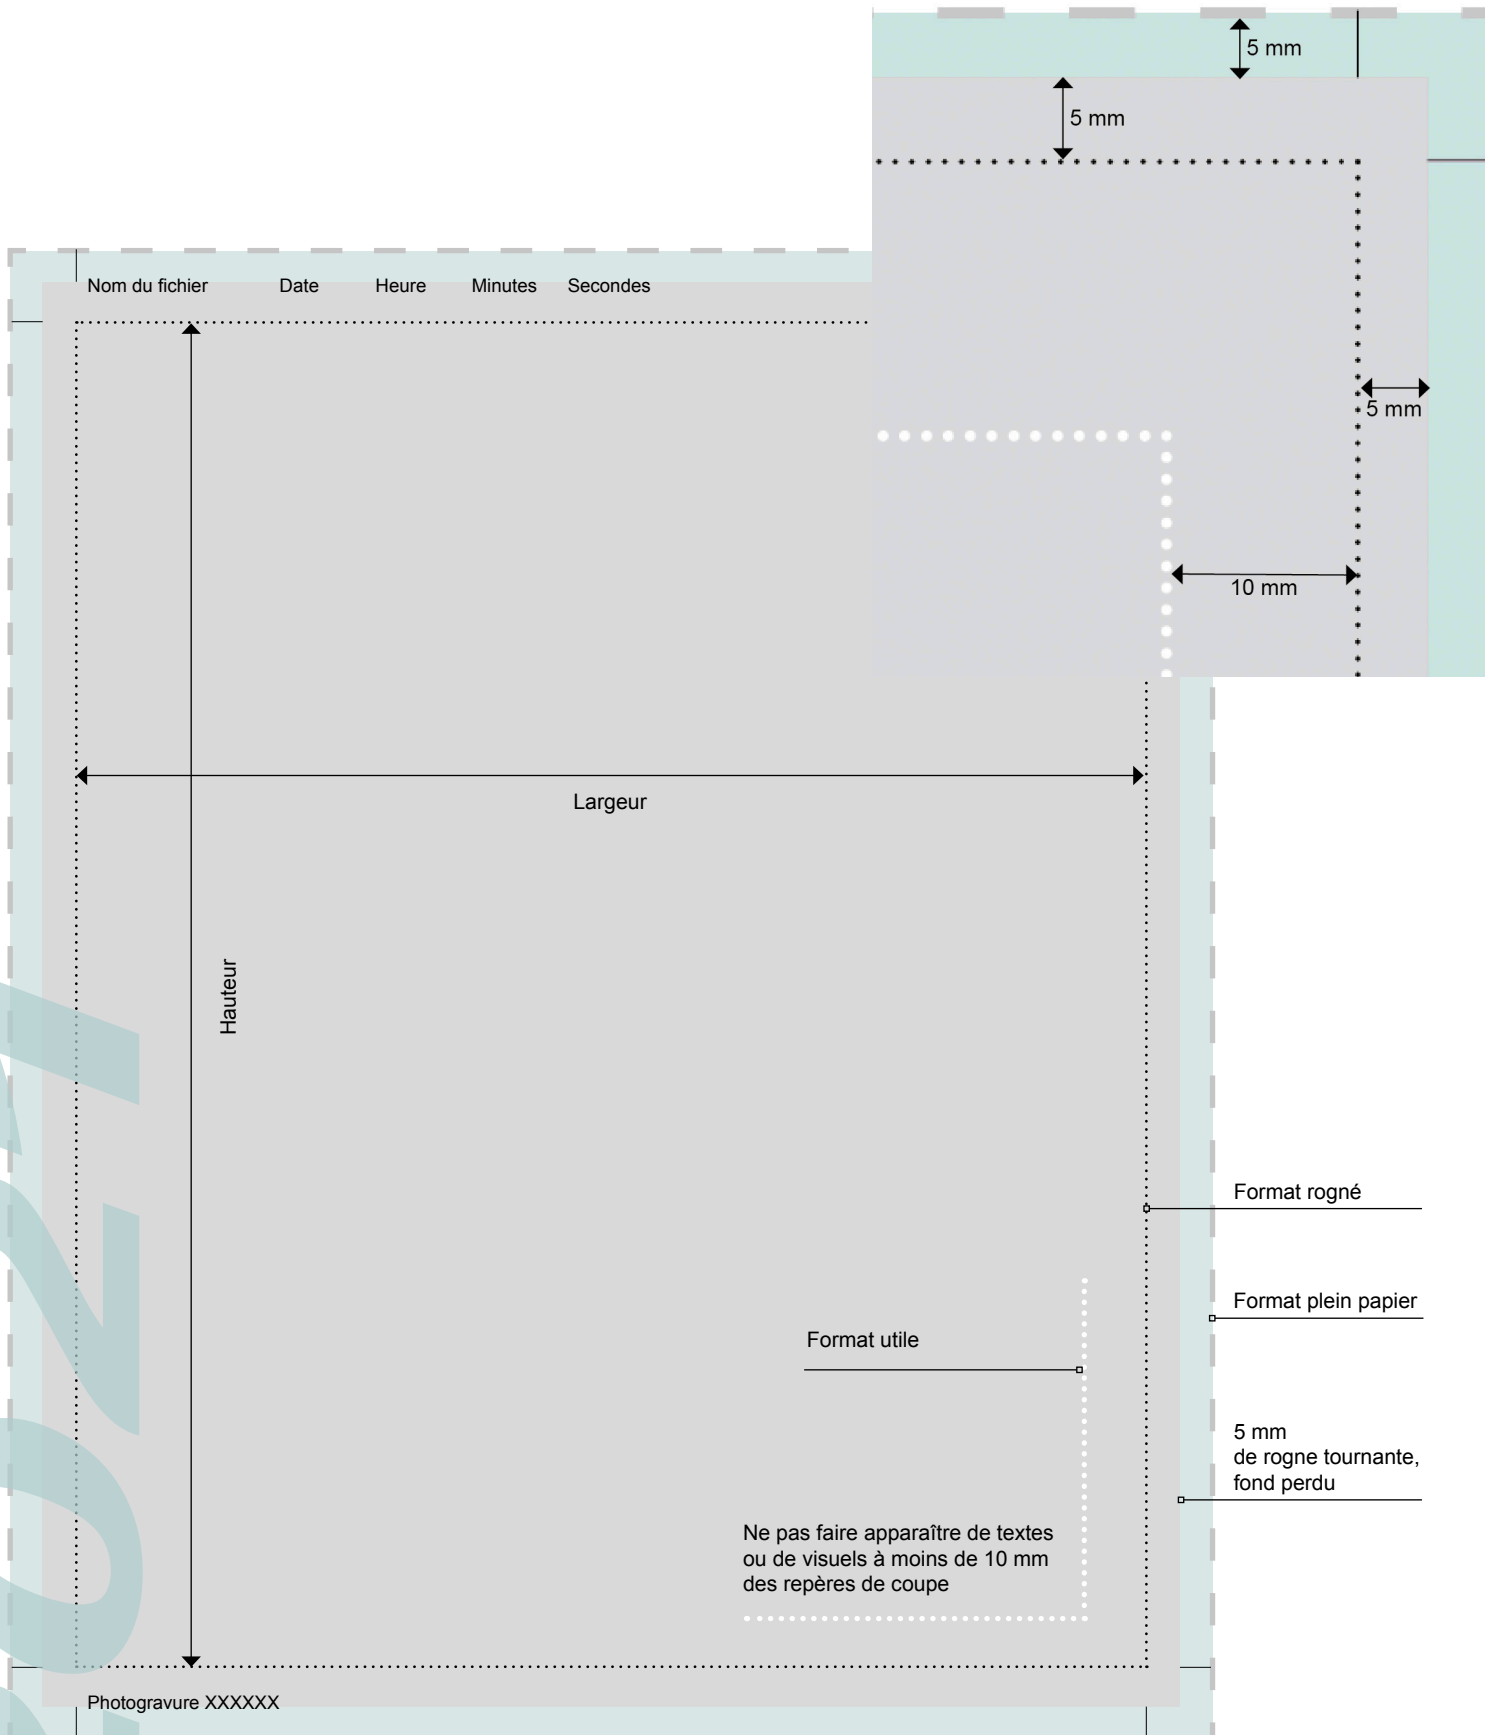 5 mm
5 mm
5 mm
10 mm
Nom du fichier Date Heure Minutes Secondes
Largeur
Hauteur
Format rogné
Format plein papier
Format utile
5 mm
de rogne tournante,
fond perdu
Ne pas faire apparaître de textes
ou de visuels à moins de 10 mm
des repères de coupe
Photogravure XXXXXX